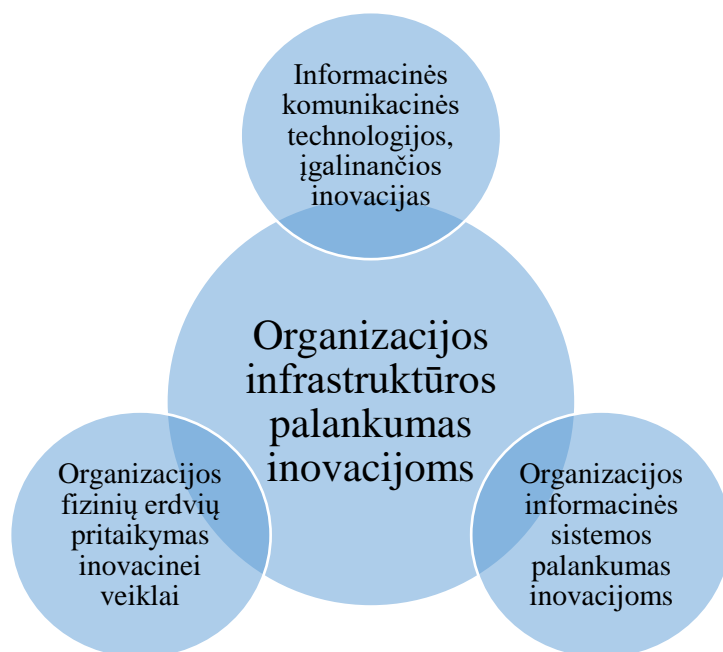 Informacinės
komunikacinės
technologijos,
įgalinančios
inovacijas
Organizacijos
infrastruktūros
palankumas
inovacijoms
Organizacijos
fizinių erdvių
pritaikymas
inovacinei
veiklai
Organizacijos
informacinės
sistemos
palankumas
inovacijoms